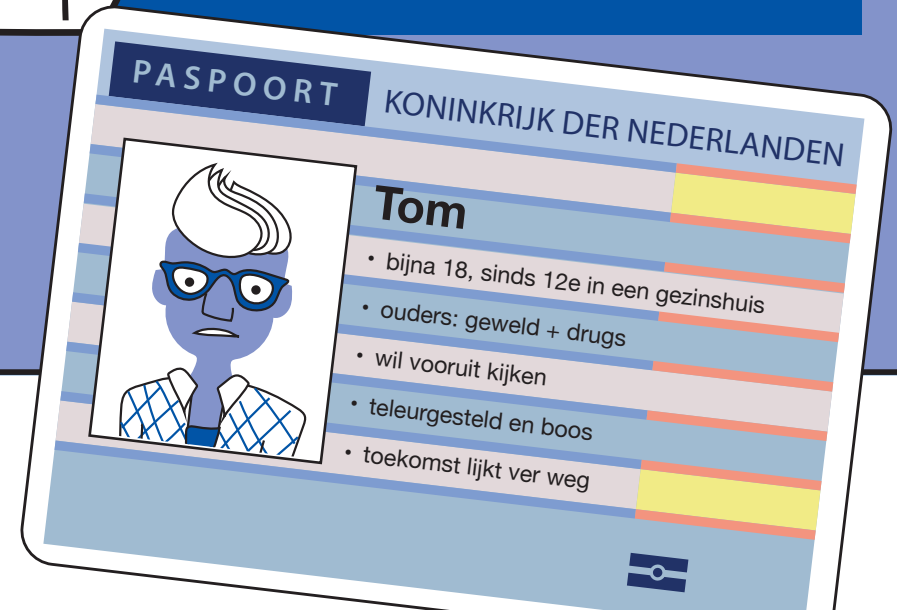 PASPOORT
KONINKRIJK DER NEDERLANDEN
Tom
• bijna 18, sinds 12e in een gezinshuis
• ouders: geweld + drugs
• wil vooruit kijken
• teleurgesteld en boos
• toekomst lijkt ver weg